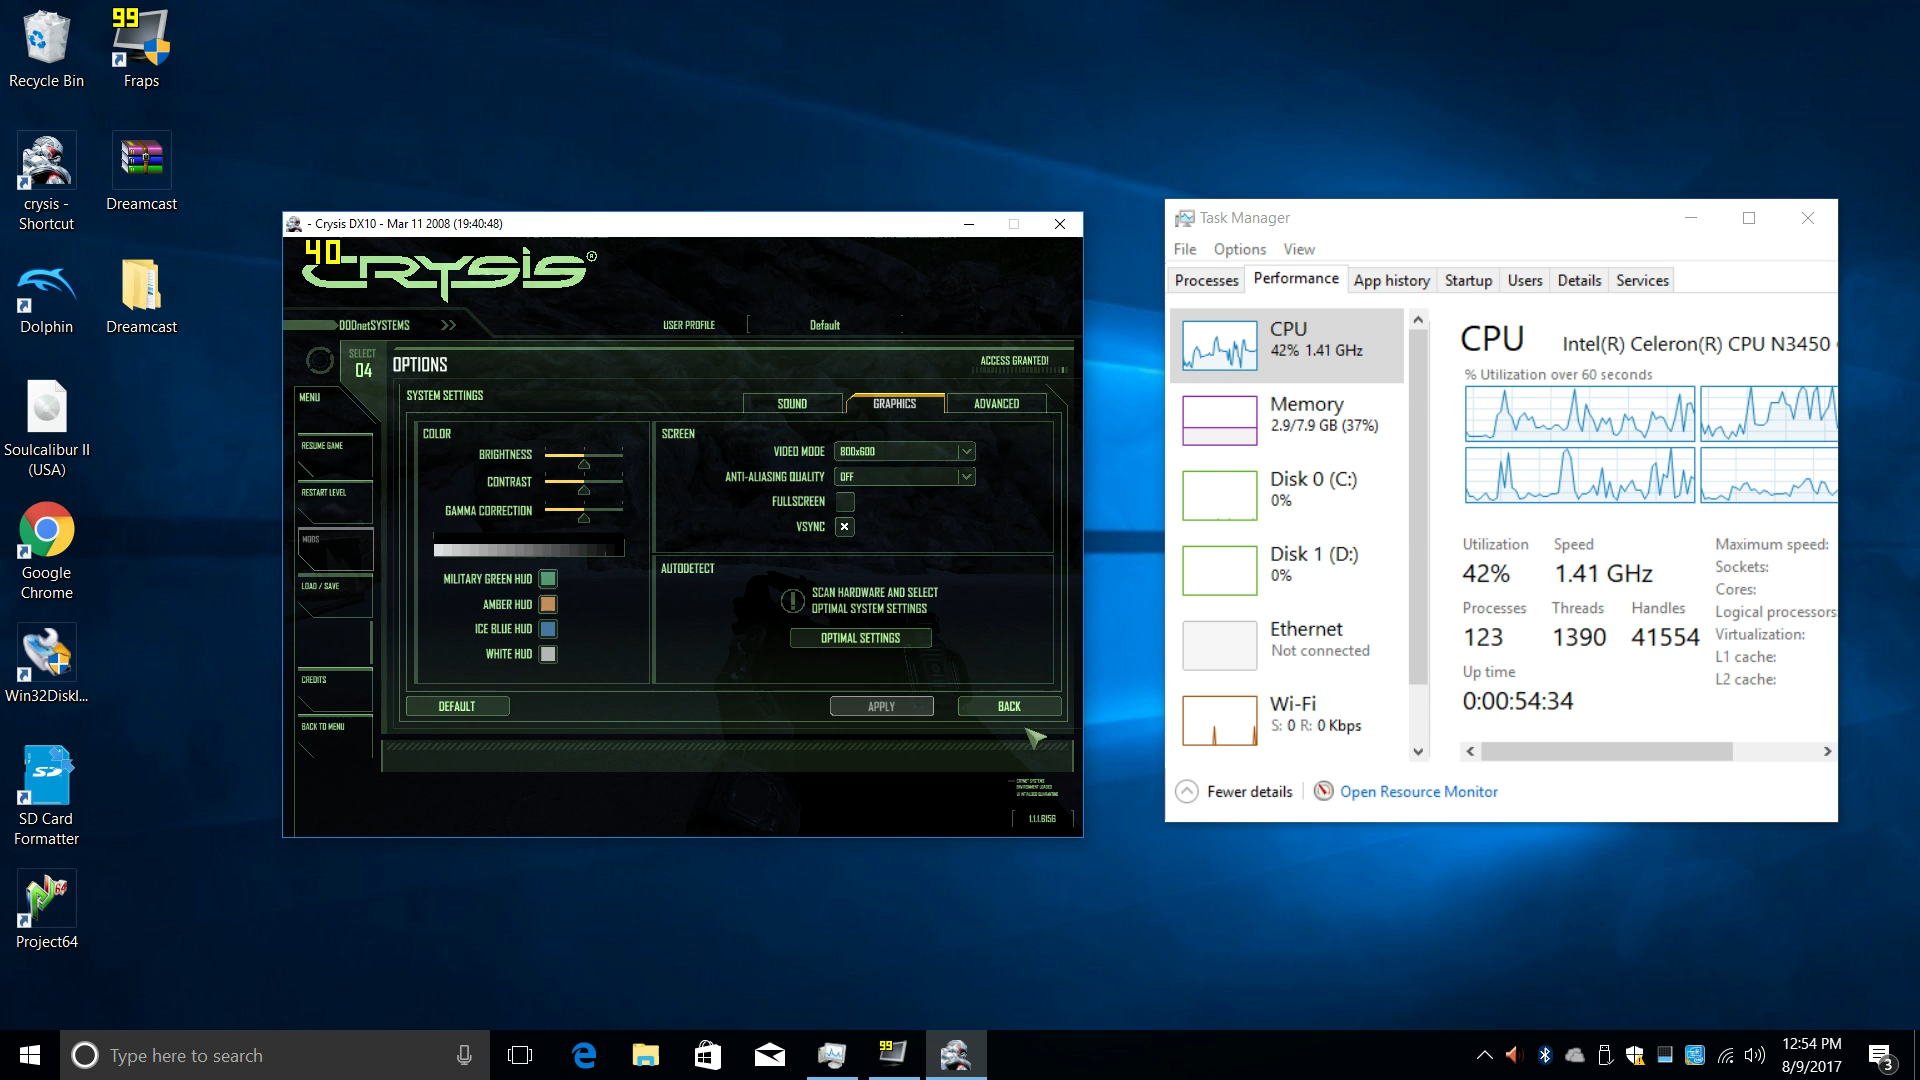 Recycle Bin
99
Fraps
crysis -
Shortcut
Dreamcast
Dolphin
Dreamcast
Soulcalibur II
(USA)
Google
Chrome
Win32DiskI...
SD Card
Formatter
Project64
- Crysis DX10 - Mar 11 2008 (19:40:48)
40
CRYSIS®
DODnetSYSTEMS >>
USER PROFILE
Default
SELECT
04
OPTIONS
ACCESS GRANTED!
MENU
RESUME GAME
RESTART LEVEL
MODS
LOAD / SAVE
CREDITS
BACK TO MENU
SYSTEM SETTINGS
SOUND
GRAPHICS
ADVANCED
COLOR
BRIGHTNESS
CONTRAST
GAMMA CORRECTION
MILITARY GREEN HUD
AMBER HUD
ICE BLUE HUD
WHITE HUD
SCREEN
VIDEO MODE 800x600
ANTI-ALIASING QUALITY OFF
FULLSCREEN
VSYNC
AUTODETECT
SCAN HARDWARE AND SELECT
OPTIMAL SYSTEM SETTINGS
OPTIMAL SETTINGS
DEFAULT
APPLY
BACK
1.1.1.6156
Task Manager
File Options View
Processes Performance App history Startup Users Details Services
CPU
42% 1.41 GHz
Memory
2.9/7.9 GB (37%)
Disk 0 (C:)
0%
Disk 1 (D:)
0%
Ethernet
Not connected
Wi-Fi
S: 0 R: 0 Kbps
CPU Intel(R) Celeron(R) CPU N3450
% Utilization over 60 seconds
Utilization Speed
42% 1.41 GHz
Processes Threads Handles
123 1390 41554
Up time
0:00:54:34
Maximum speed:
Sockets:
Cores:
Logical processors
Virtualization:
L1 cache:
L2 cache:
Fewer details
Open Resource Monitor
Type here to search
99
12:54 PM
8/9/2017
3